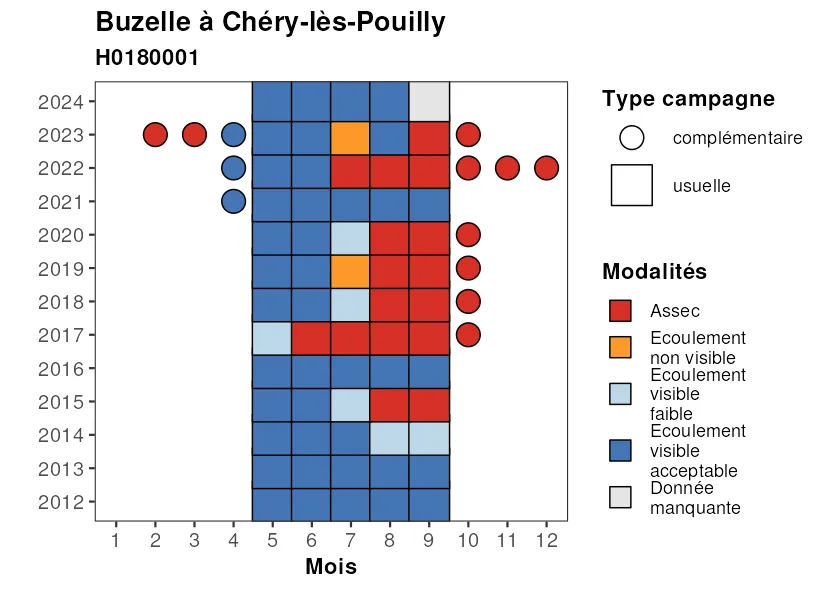 Buzelle à Chéry-lès-Pouilly
H0180001
2024
2023
2022
2021
2020
2019
2018
2017
2016
2015
2014
2013
2012
1 2 3 4 5 6 7 8 9 10 11 12
Mois
Type campagne
complémentaire
usuelle
Modalités
Assec
Ecoulement
non visible
Ecoulement
visible
faible
Ecoulement
visible
acceptable
Donnée
manquante